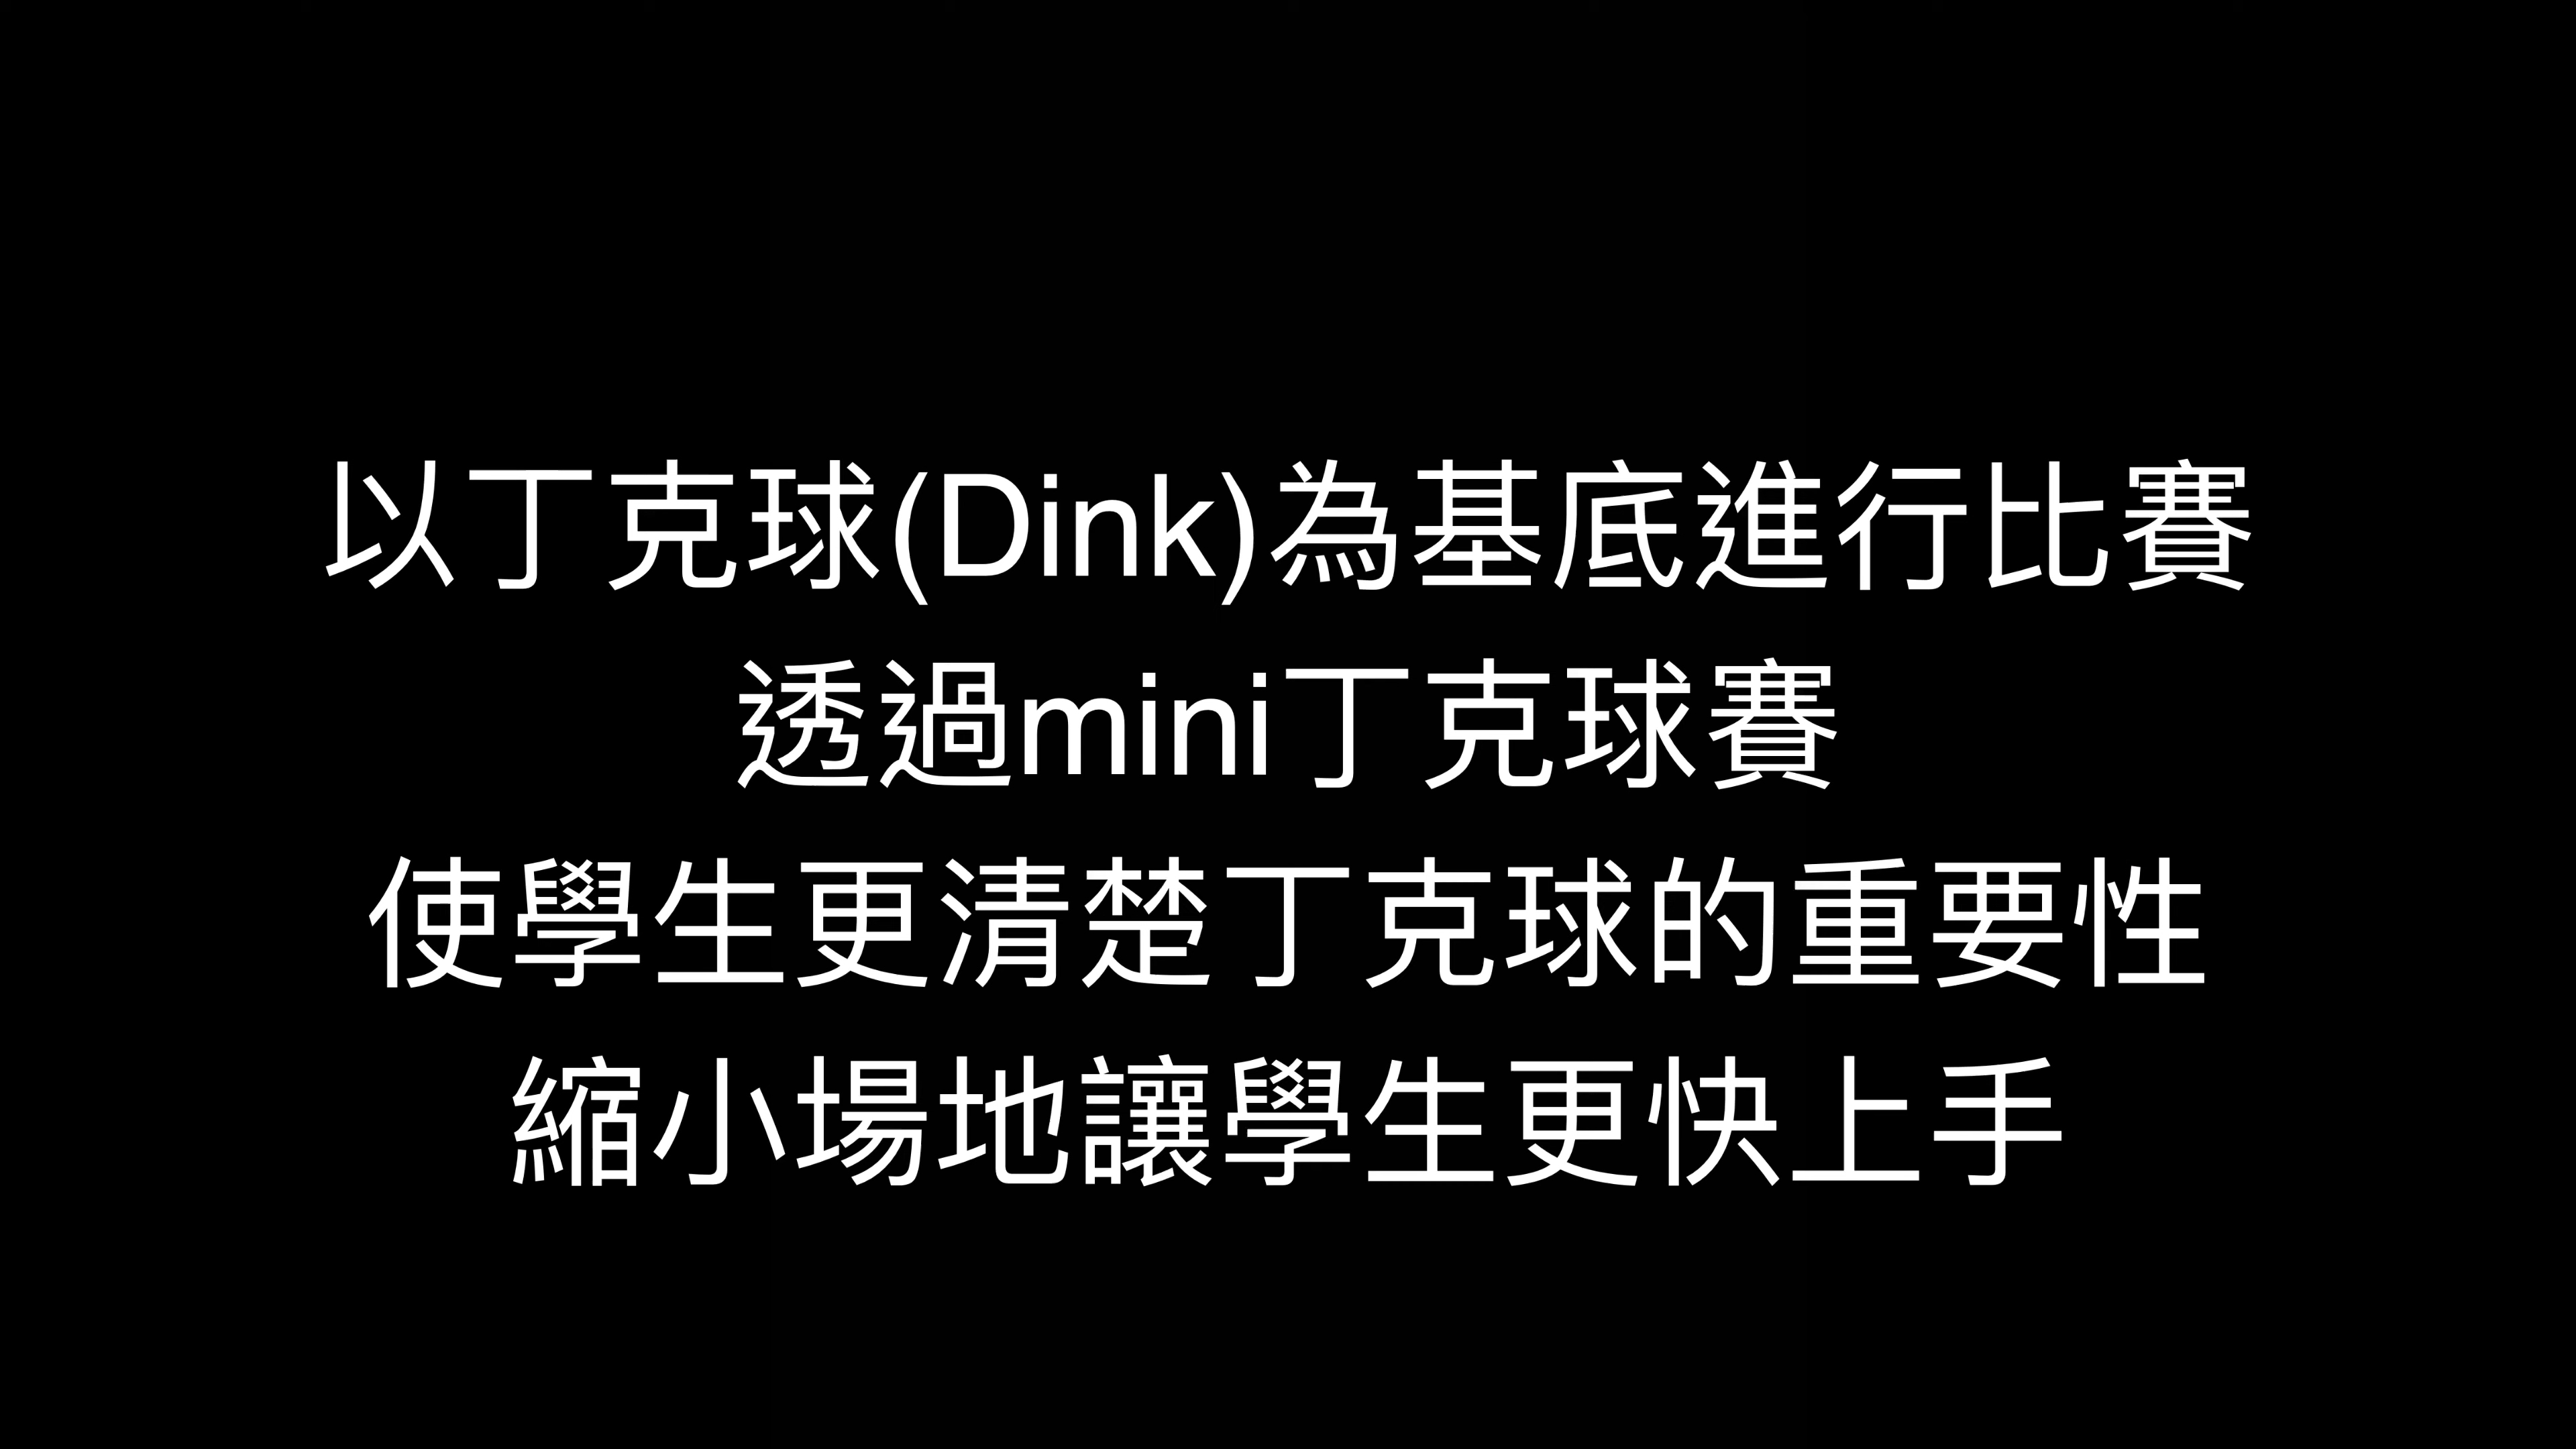 以丁克球(Dink)為基底進行比賽
透過mini丁克球賽
使學生更清楚丁克球的重要性
縮小場地讓學生更快上手